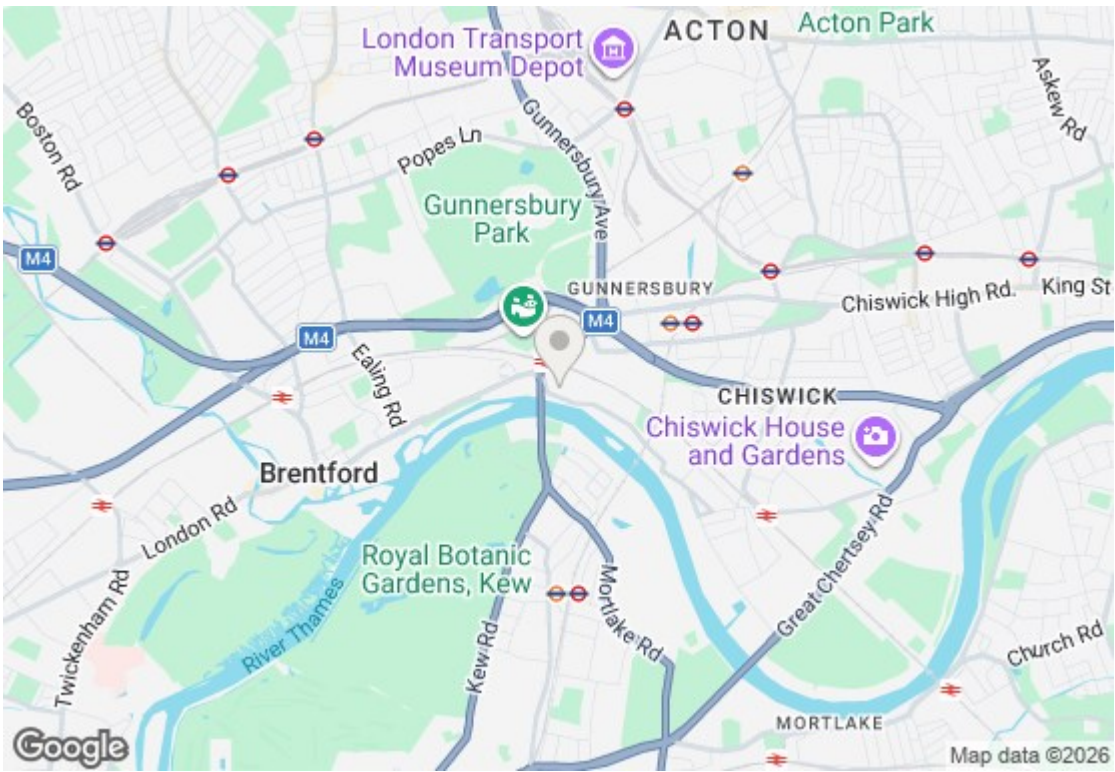 ACTON
Acton Park
London Transport
Museum Depot
Askew Rd
Boston Rd
Popes Ln
Gunnersbury Ave
Gunnersbury
Park
M4
GUNNERSBURY
Chiswick High Rd.
King St
M4
M4
Ealing Rd
CHISWICK
Chiswick House
and Gardens
Brentford
London Rd
Royal Botanic
Gardens, Kew
Great Chertsey Rd
Mortlake Rd
River Thames
Twickenham Rd
Kew Rd
Church Rd
MORTLAKE
Google
Map data ©2026